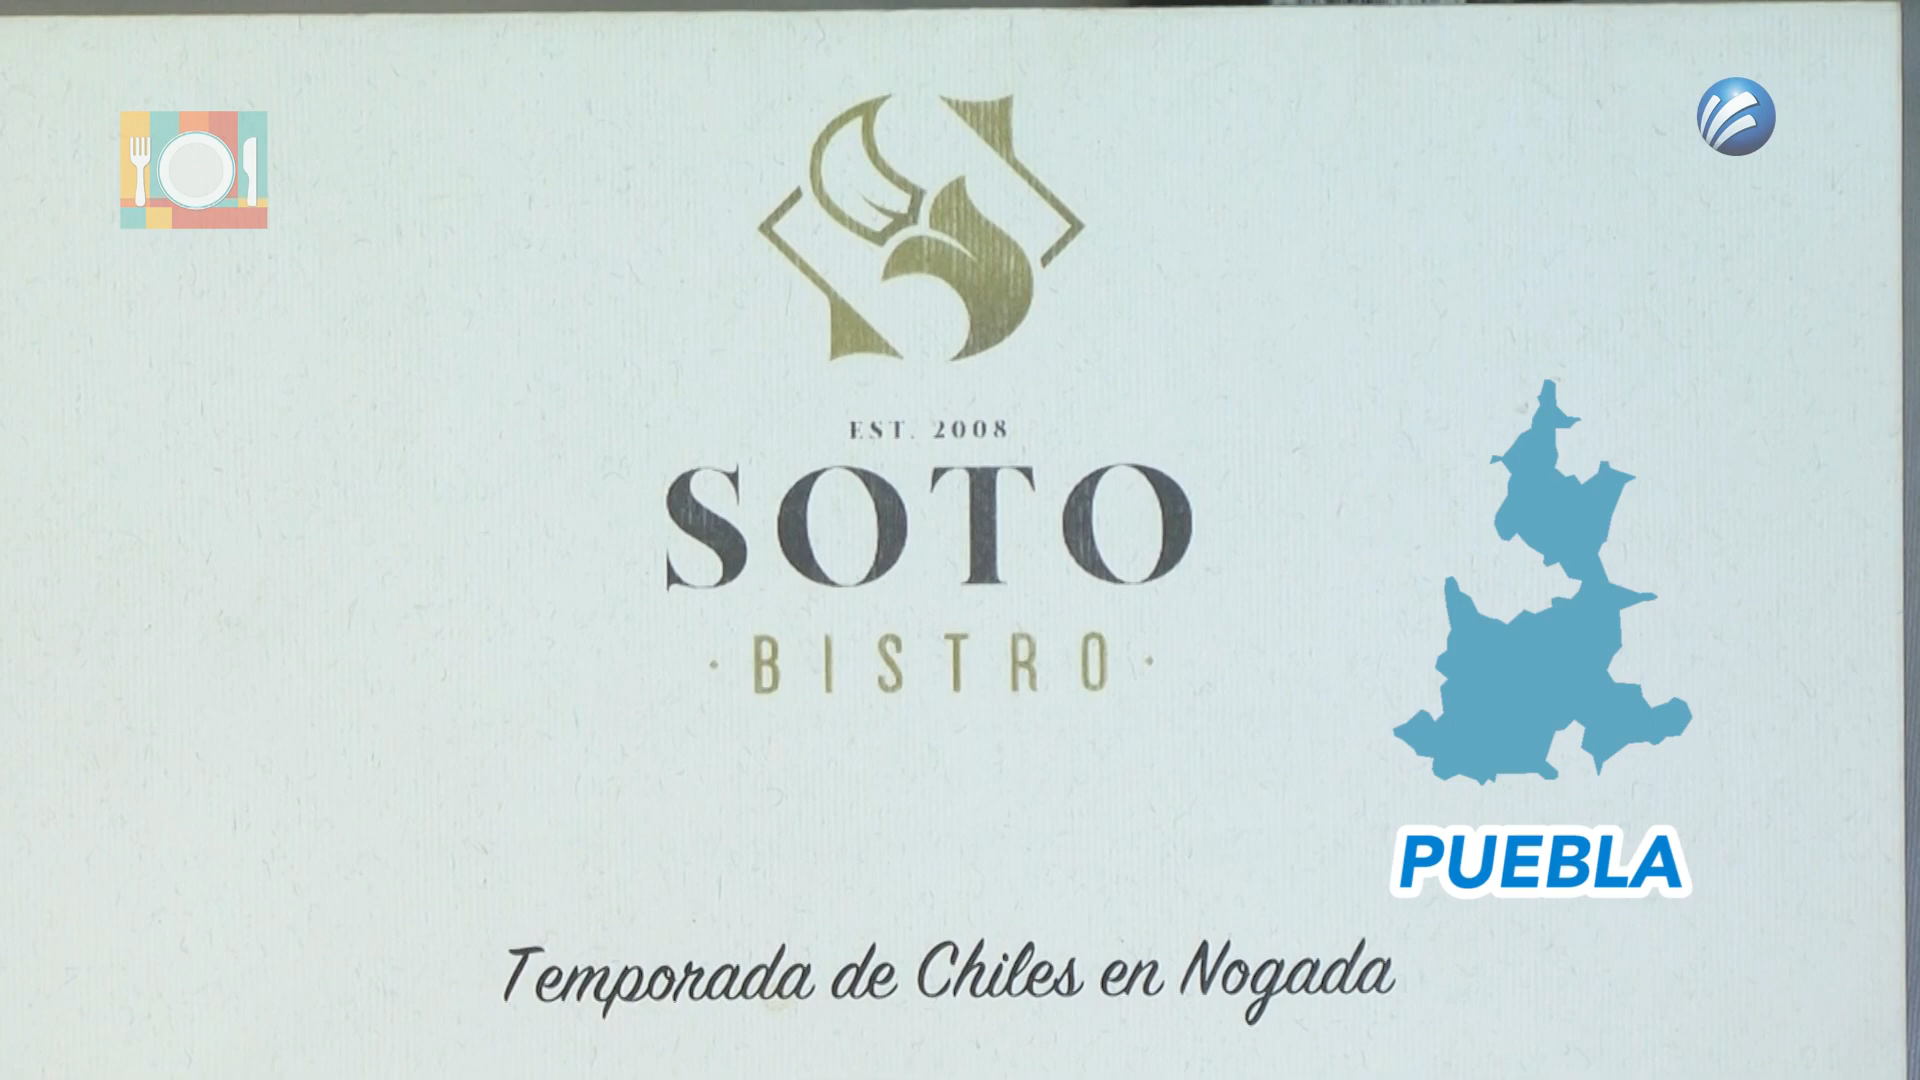 EST. 2008
SOTO
· BISTRO ·
PUEBLA
Temporada de Chiles en Nogada